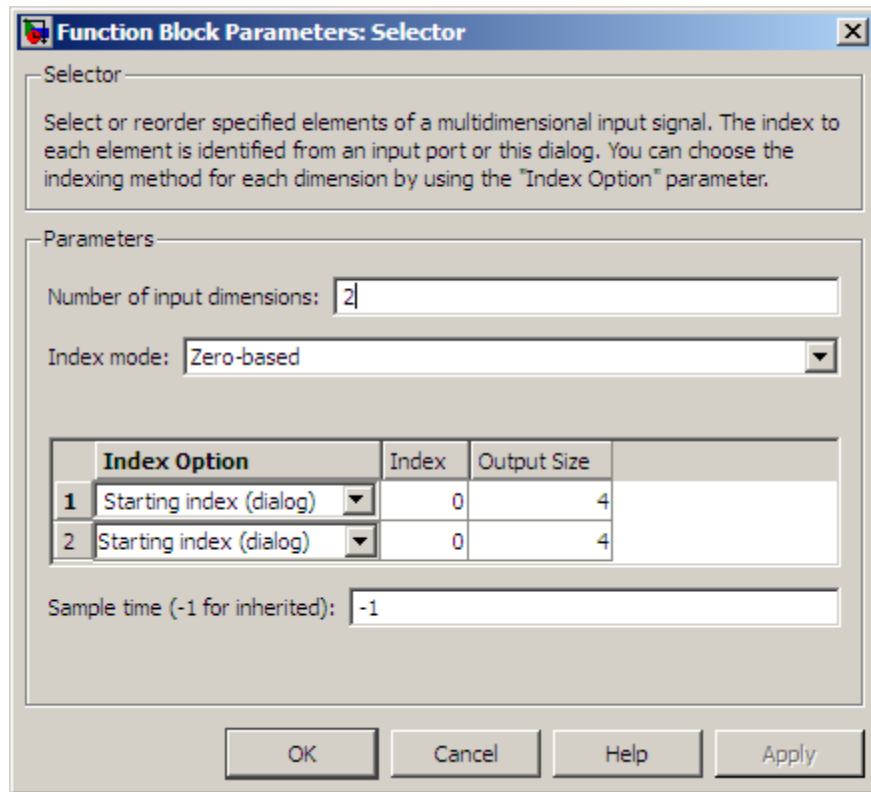 Function Block Parameters: Selector
Selector
Select or reorder specified elements of a multidimensional input signal. The index to
each element is identified from an input port or this dialog. You can choose the
indexing method for each dimension by using the "Index Option" parameter.
Parameters
Number of input dimensions: 2
Index mode: Zero-based
Index Option Index Output Size
1 Starting index (dialog) 0 4
2 Starting index (dialog) 0 4
Sample time (-1 for inherited): -1
OK Cancel Help Apply